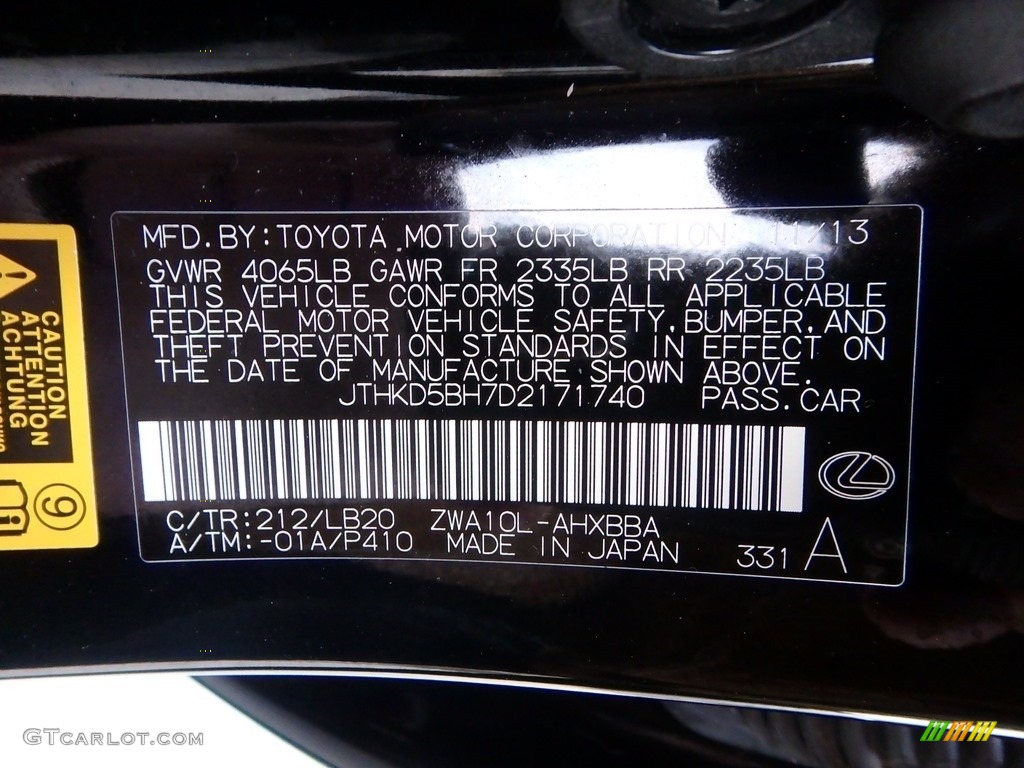 MFD.BY:TOYOTA MOTOR CORPORATION 11/13
GVWR 4065LB GAWR FR 2335LB RR 2235LB
THIS VEHICLE CONFORMS TO ALL APPLICABLE
FEDERAL MOTOR VEHICLE SAFETY,BUMPER,AND
THEFT PREVENTION STANDARDS IN EFFECT ON
THE DATE OF MANUFACTURE SHOWN ABOVE.
JTHKD5BH7D2171740 PASS.CAR
C/TR:212/LB20 ZWA10L-AHXBBA
A/TM:-01A/P410 MADE IN JAPAN 331 A
CAUTION
ATTENTION
ACHTUNG
9
GTcarlot.com